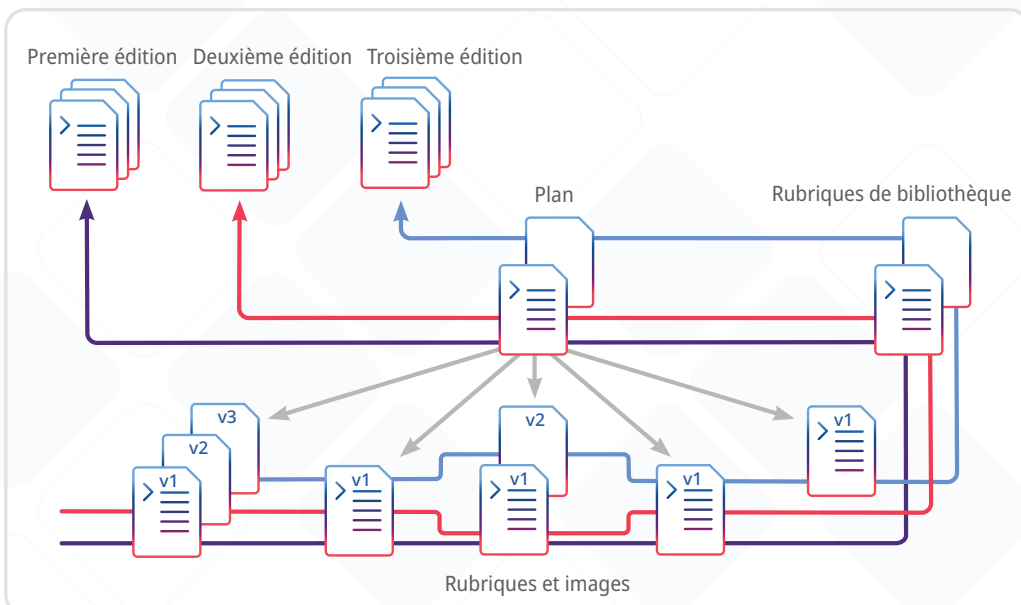 Première édition
Deuxième édition
Troisième édition
Plan
Rubriques de bibliothèque
v3
v2
v1
v1
v2
v1
v1
v1
Rubriques et images